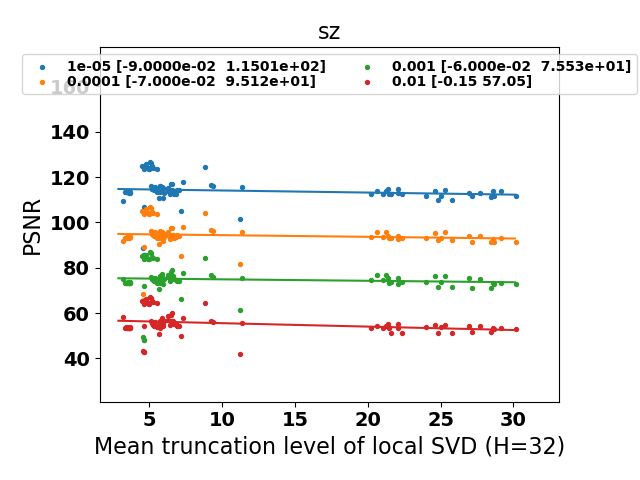 sz
1e-05 [-9.0000e-02  1.1501e+02]
0.0001 [-7.000e-02  9.512e+01]
0.001 [-6.000e-02  7.553e+01]
0.01 [-0.15 57.05]
160
140
120
100
80
60
40
PSNR
5 10 15 20 25 30
Mean truncation level of local SVD (H=32)